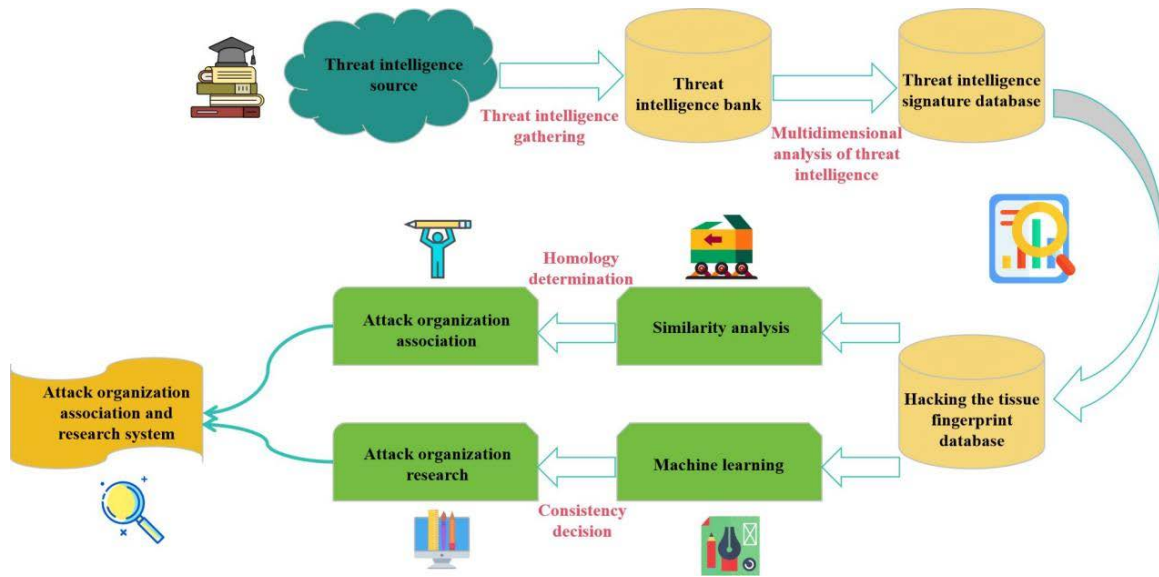 Threat intelligence
source
Threat intelligence
gathering
Threat
intelligence bank
Multidimensional
analysis of threat
intelligence
Threat intelligence
signature database
Homology
determination
Attack organization
association
Similarity analysis
Hacking the tissue
fingerprint
database
Attack organization
association and
research system
Attack organization
research
Machine learning
Consistency
decision